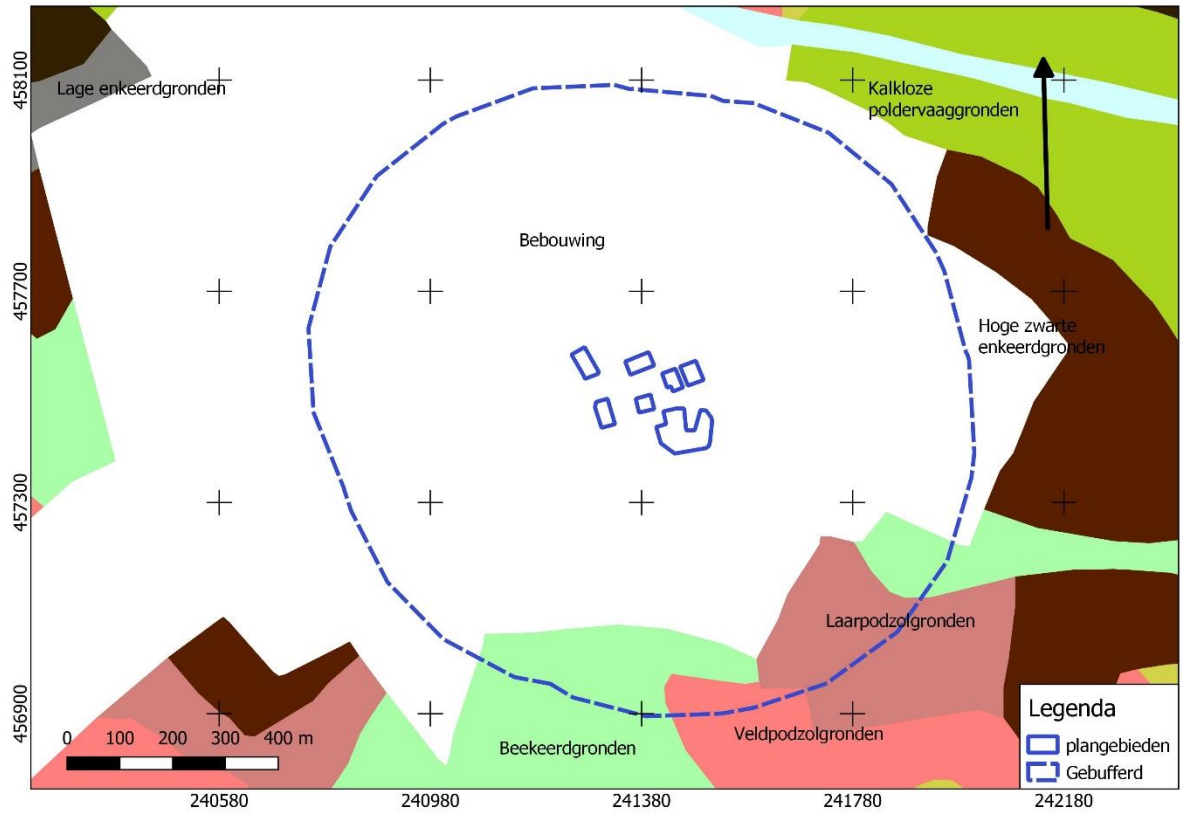 458100
457700
457300
456900
Lage enkeerdgronden
Kalkloze
poldervaaggronden
Bebouwing
Hoge zwarte
enkeerdgronden
Laarpodzolgronden
Veldpodzolgronden
Beekeerdgronden
0 100 200 300 400 m
Legenda
plangebieden
Gebufferd
240580 240980 241380 241780 242180